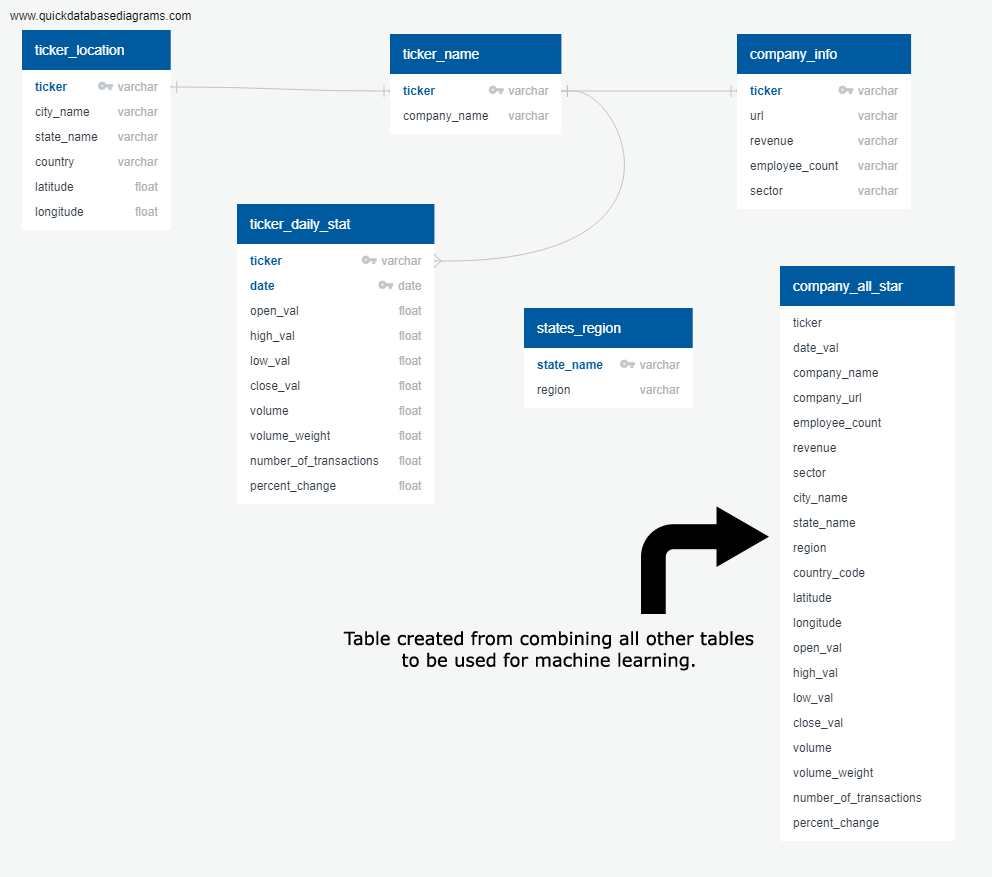 www.quickdatabasediagrams.com
ticker_location
ticker varchar
city_name varchar
state_name varchar
country varchar
latitude float
longitude float
ticker_name
ticker varchar
company_name varchar
company_info
ticker varchar
url varchar
revenue varchar
employee_count varchar
sector varchar
ticker_daily_stat
ticker varchar
date date
open_val float
high_val float
low_val float
close_val float
volume float
volume_weight float
number_of_transactions float
percent_change float
states_region
state_name varchar
region varchar
company_all_star
ticker
date_val
company_name
company_url
employee_count
revenue
sector
city_name
state_name
region
country_code
latitude
longitude
open_val
high_val
low_val
close_val
volume
volume_weight
number_of_transactions
percent_change
Table created from combining all other tables
to be used for machine learning.